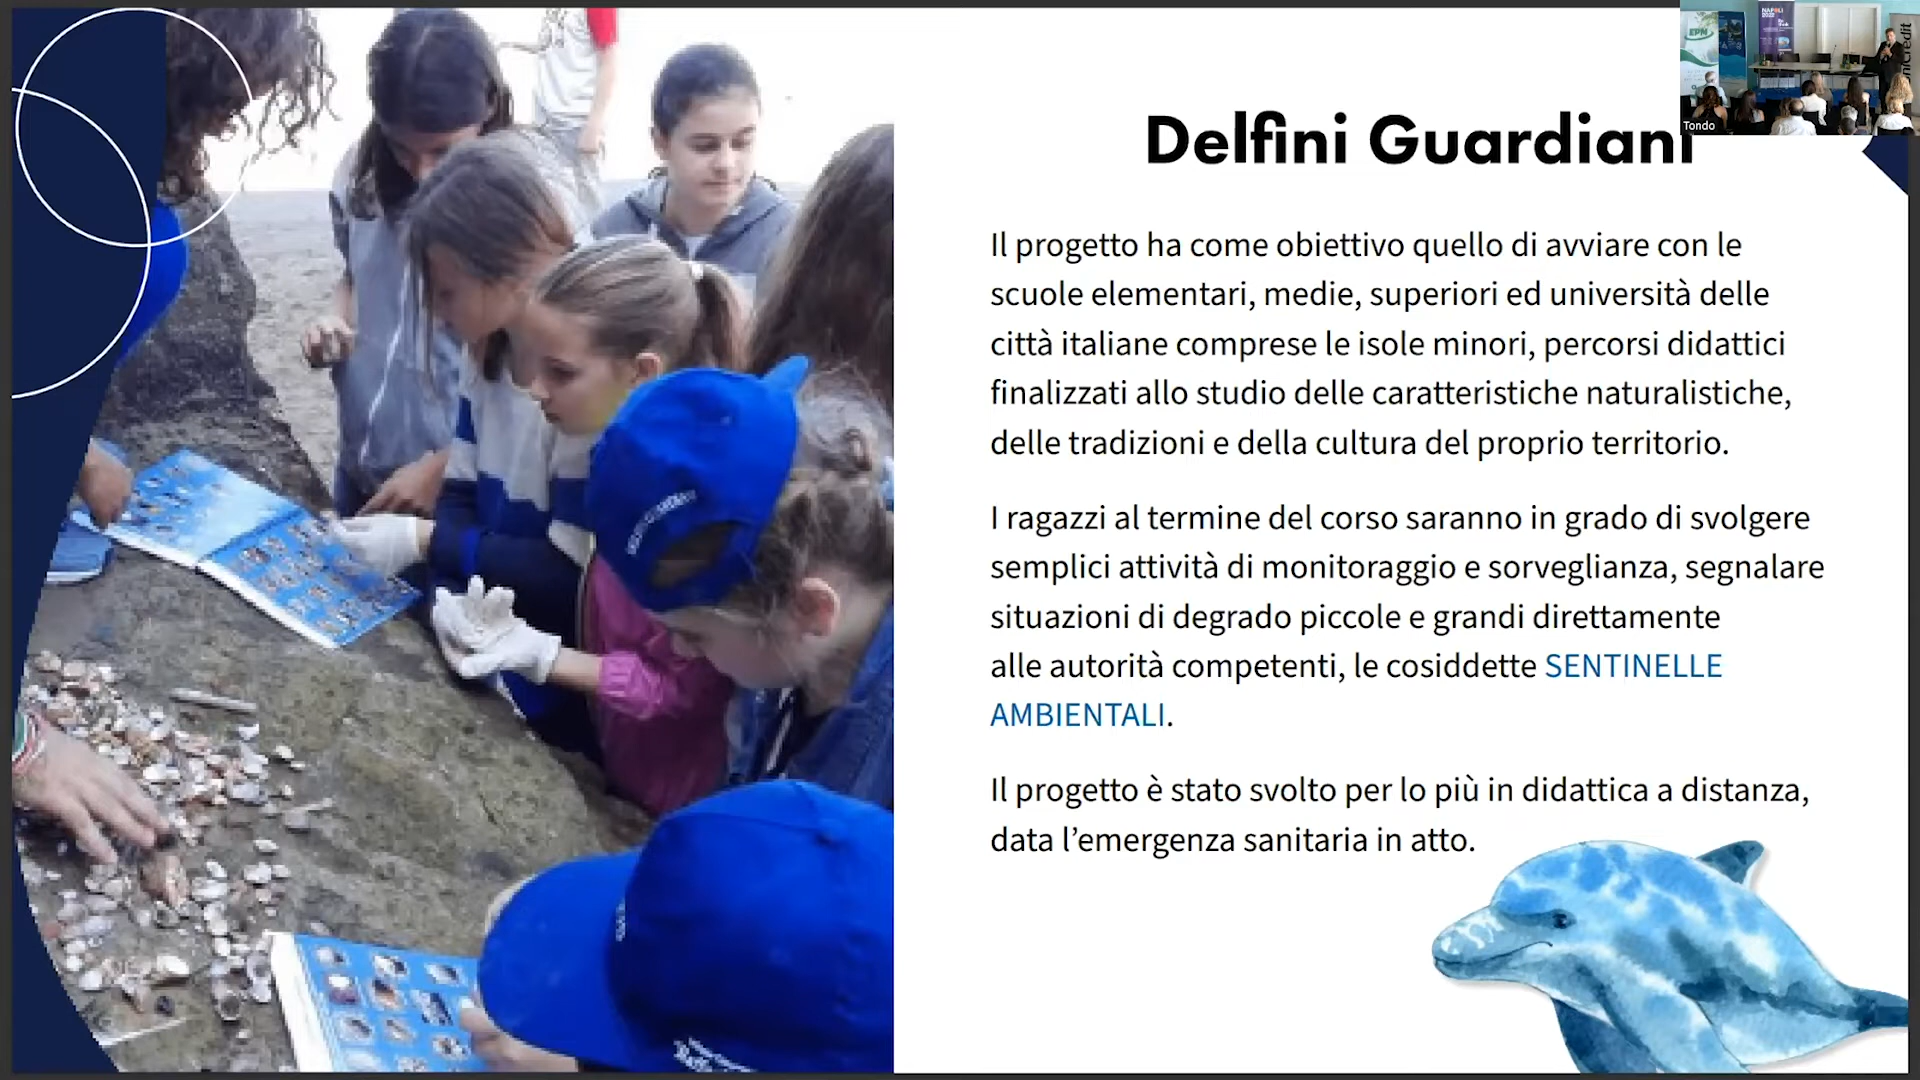 NAPOLI
EPM
UniCredit
Tondo
Delfini Guardiani
Il progetto ha come obiettivo quello di avviare con le
scuole elementari, medie, superiori ed università delle
città italiane comprese le isole minori, percorsi didattici
finalizzati allo studio delle caratteristiche naturalistiche,
delle tradizioni e della cultura del proprio territorio.
I ragazzi al termine del corso saranno in grado di svolgere
semplici attività di monitoraggio e sorveglianza, segnalare
situazioni di degrado piccole e grandi direttamente
alle autorità competenti, le cosiddette SENTINELLE
AMBIENTALI.
Il progetto è stato svolto per lo più in didattica a distanza,
data l’emergenza sanitaria in atto.